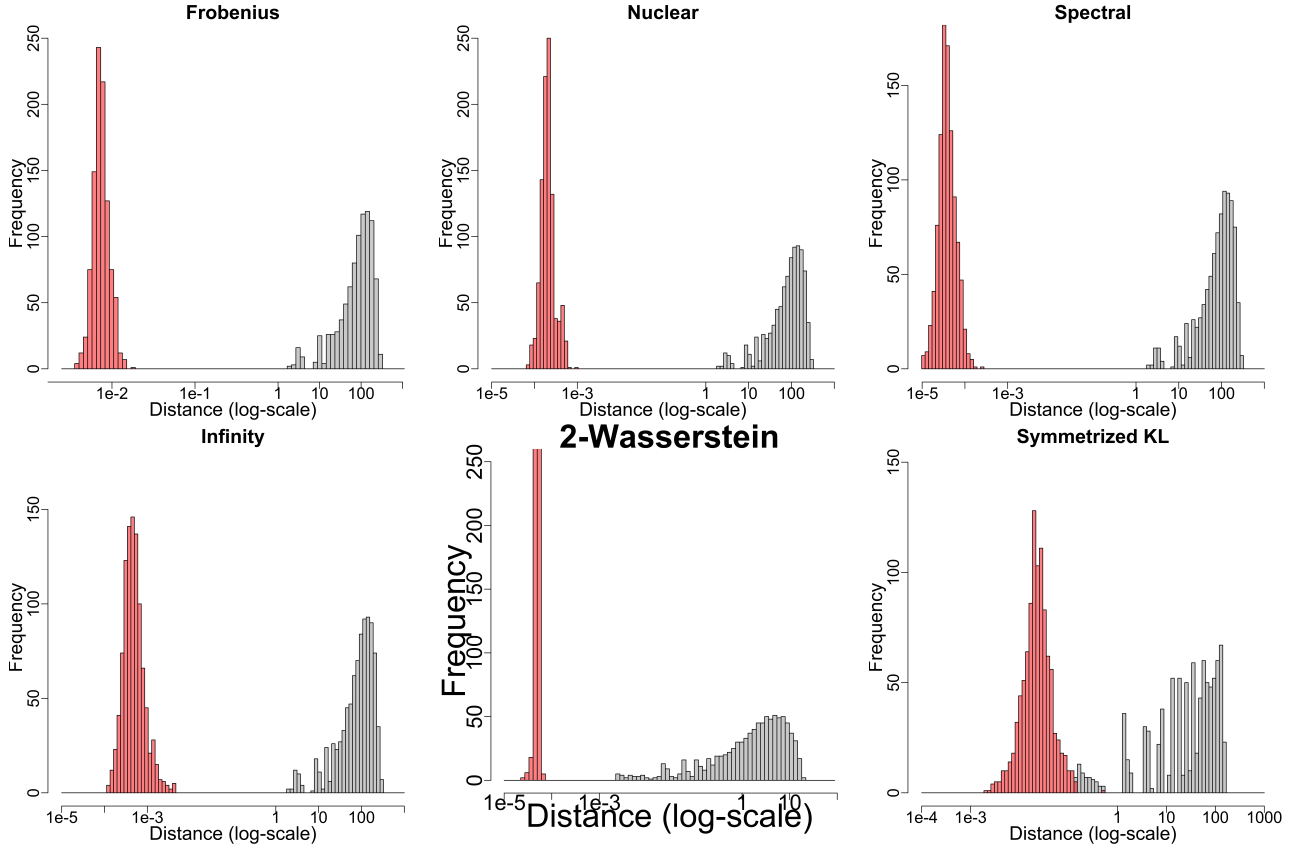 Frobenius
Frequency
0 50 100 150 200 250
1e-2 1e-1 1 10 100
Distance (log-scale)
Nuclear
Frequency
0 50 100 150 200 250
1e-5 1e-3 1 10 100
Distance (log-scale)
Spectral
Frequency
0 50 100 150
1e-5 1e-3 1 10 100
Distance (log-scale)
Infinity
Frequency
0 50 100 150
1e-5 1e-3 1 10 100
Distance (log-scale)
2-Wasserstein
Frequency
0 50 100 150 200 250
1e-5 1e-3 1 10
Distance (log-scale)
Symmetrized KL
Frequency
0 50 100 150
1e-4 1e-3 1 10 100 1000
Distance (log-scale)